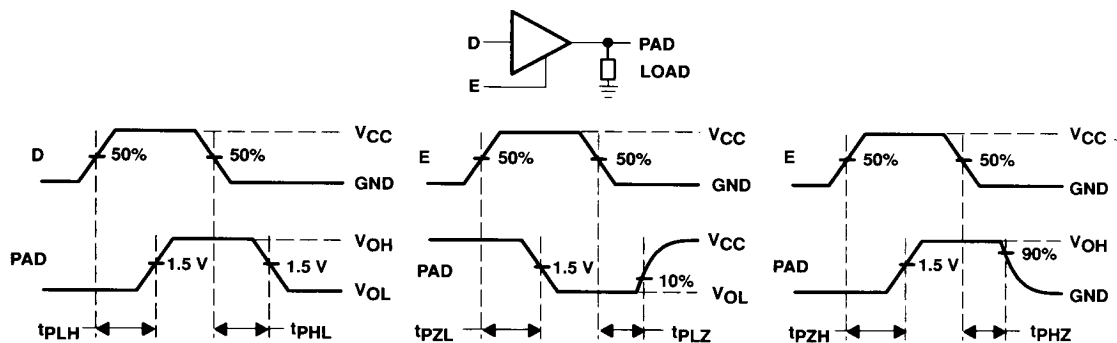 D
PAD
LOAD
E
D
50%
50%
VCC
GND
PAD
1.5 V
1.5 V
VOH
VOL
tPLH
tPHL
E
50%
50%
VCC
GND
PAD
1.5 V
10%
VCC
VOL
tPZL
tPLZ
E
50%
50%
VCC
GND
PAD
1.5 V
90%
VOH
GND
tPZH
tPHZ